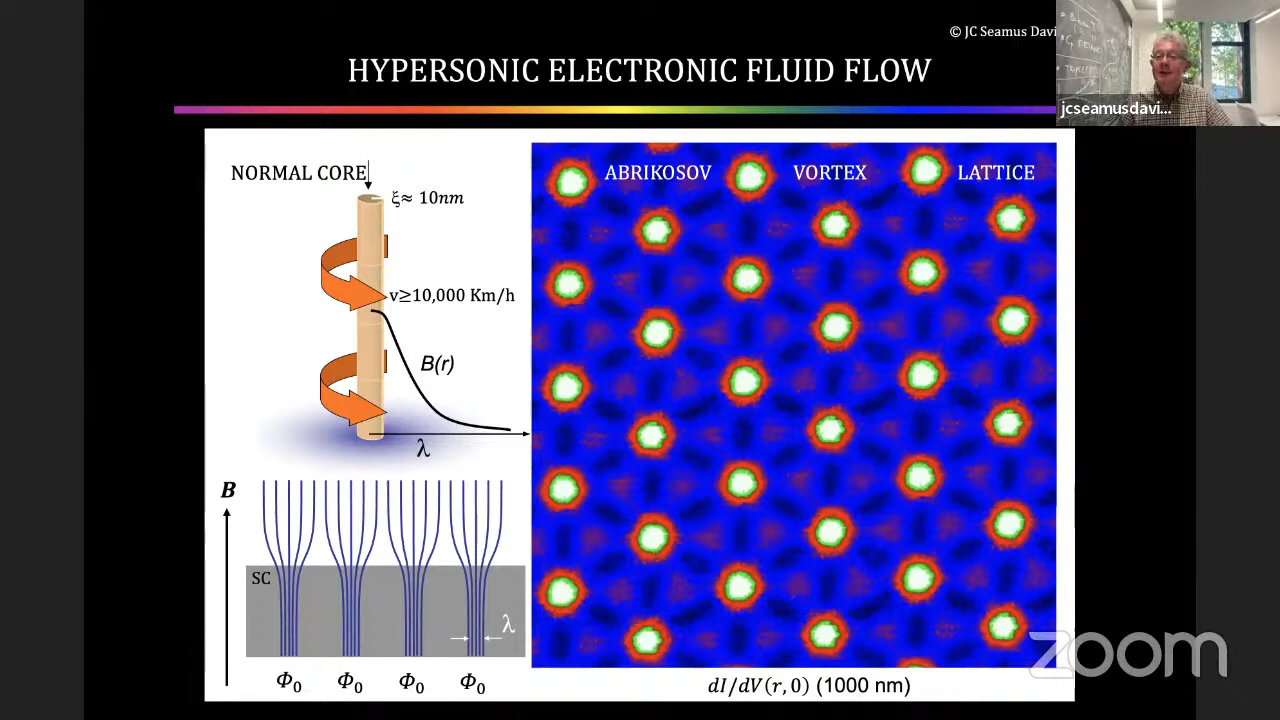 © JC Seamus Davi
HYPERSONIC ELECTRONIC FLUID FLOW
jcseamusdavi...
NORMAL CORE
ξ≈ 10nm
v≥10,000 Km/h
B(r)
λ
B
SC
λ
Φ₀ Φ₀ Φ₀ Φ₀
ABRIKOSOV VORTEX LATTICE
dI/dV(r, 0) (1000 nm)
zoom